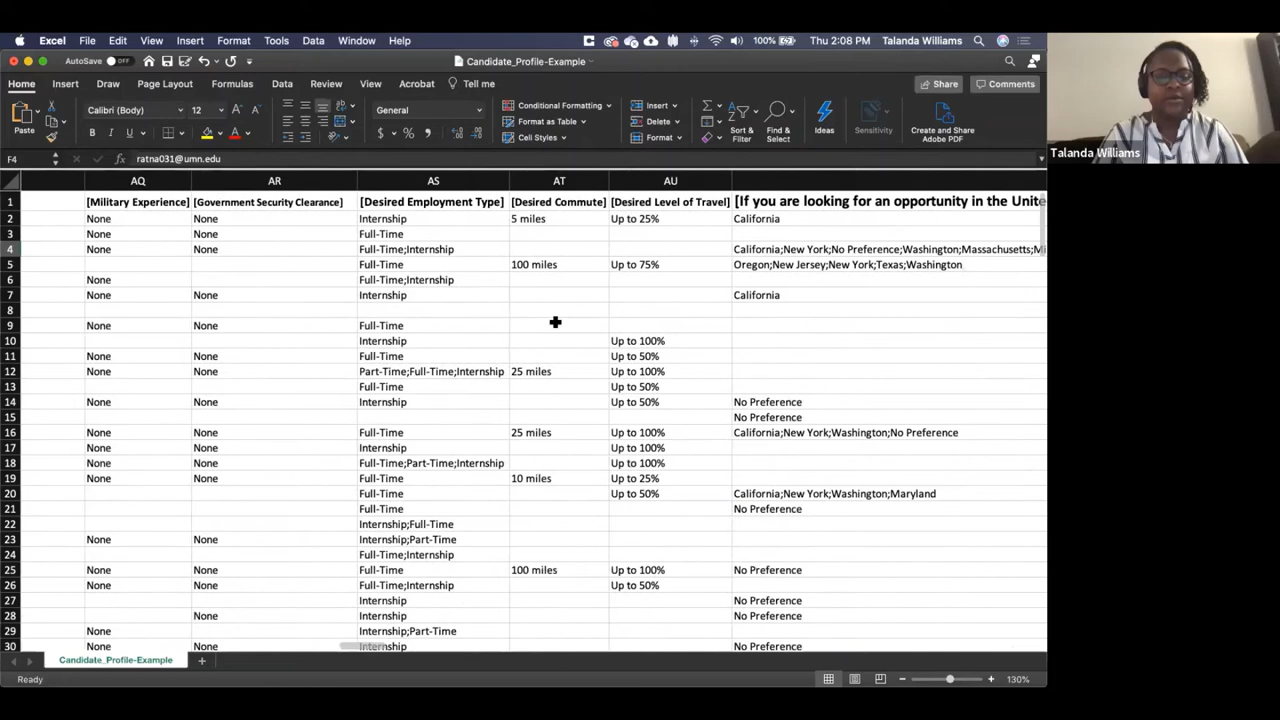 Excel File Edit View Insert Format Tools Data Window Help 100% Thu 2:08 PM Talanda Williams
AutoSave OFF Candidate_Profile-Example
Home Insert Draw Page Layout Formulas Data Review View Acrobat Tell me Share Comments
Paste Calibri (Body) 12 General Conditional Formatting Format as Table Cell Styles Insert Delete Format Sort & Filter Find & Select Ideas Sensitivity Create and Share Adobe PDF
Talanda Williams
F4 fx ratna031@umn.edu
AQ AR AS AT AU
1 [Military Experience] [Government Security Clearance] [Desired Employment Type] [Desired Commute] [Desired Level of Travel] [If you are looking for an opportunity in the Unite
2 None None Internship 5 miles Up to 25% California
3 None None Full-Time
4 None None Full-Time;Internship California;New York;No Preference;Washington;Massachusetts;Mi
5 Full-Time 100 miles Up to 75% Oregon;New Jersey;New York;Texas;Washington
6 None Full-Time;Internship
7 None None Internship California
8
9 None None Full-Time
10 Internship Up to 100%
11 None None Full-Time Up to 50%
12 None None Part-Time;Full-Time;Internship 25 miles Up to 100%
13 Full-Time Up to 50%
14 None None Internship Up to 50% No Preference
15 No Preference
16 None None Full-Time 25 miles Up to 100% California;New York;Washington;No Preference
17 None None Internship Up to 100%
18 None None Full-Time;Part-Time;Internship Up to 100%
19 None None Full-Time 10 miles Up to 25%
20 Full-Time Up to 50% California;New York;Washington;Maryland
21 Full-Time No Preference
22 Internship;Full-Time
23 None None Internship;Part-Time
24 Full-Time;Internship
25 None None Full-Time 100 miles Up to 100% No Preference
26 None None Full-Time;Internship Up to 50%
27 Internship No Preference
28 None Internship No Preference
29 None Internship;Part-Time
30 None None Internship No Preference
Candidate_Profile-Example
Ready 130%